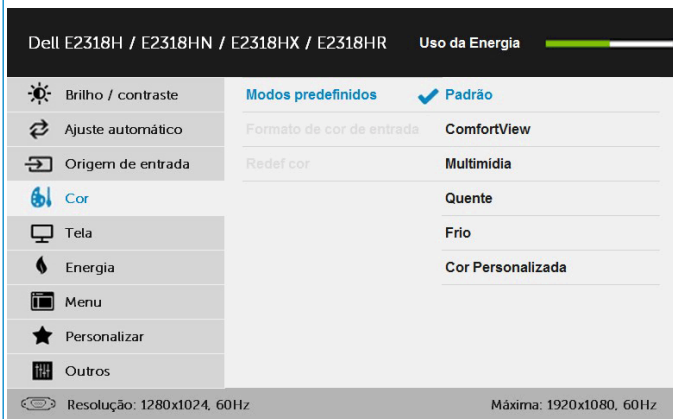 Dell E2318H / E2318HN / E2318HX / E2318HR Uso da Energia
Brilho / contraste Modos predefinidos Padrão
Ajuste automático Formato de cor de entrada ComfortView
Origem de entrada Redef cor Multimídia
Cor Quente
Tela Frio
Energia Cor Personalizada
Menu
Personalizar
Outros
Resolução: 1280x1024, 60Hz Máxima: 1920x1080, 60Hz